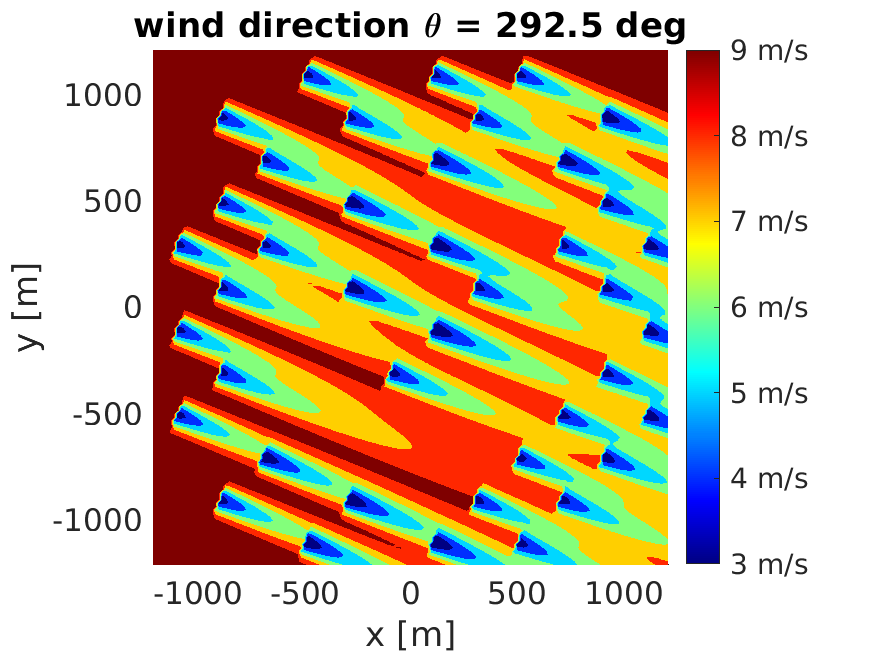 wind direction θ = 292.5 deg
9 m/s
8 m/s
7 m/s
6 m/s
5 m/s
4 m/s
3 m/s
1000
500
0
-500
-1000
y [m]
-1000 -500 0 500 1000
x [m]